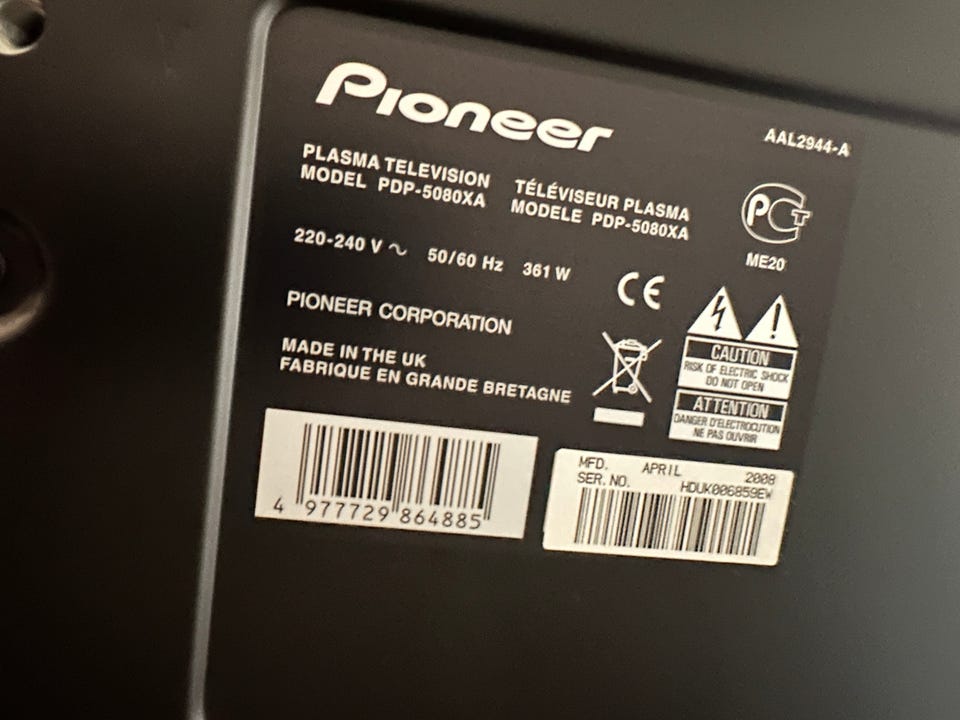 Pioneer
AAL2944-A
PLASMA TELEVISION
MODEL PDP-5080XA
TÉLÉVISEUR PLASMA
MODELE PDP-5080XA
PCT
ME20
220-240 V ~ 50/60 Hz 361 W
CE
PIONEER CORPORATION
MADE IN THE UK
FABRIQUE EN GRANDE BRETAGNE
CAUTION
RISK OF ELECTRIC SHOCK
DO NOT OPEN
ATTENTION
DANGER D'ELECTROCUTION
NE PAS OUVRIR
4 977729 864885
MFD. APRIL 2008
SER. NO. HDUK006859EW